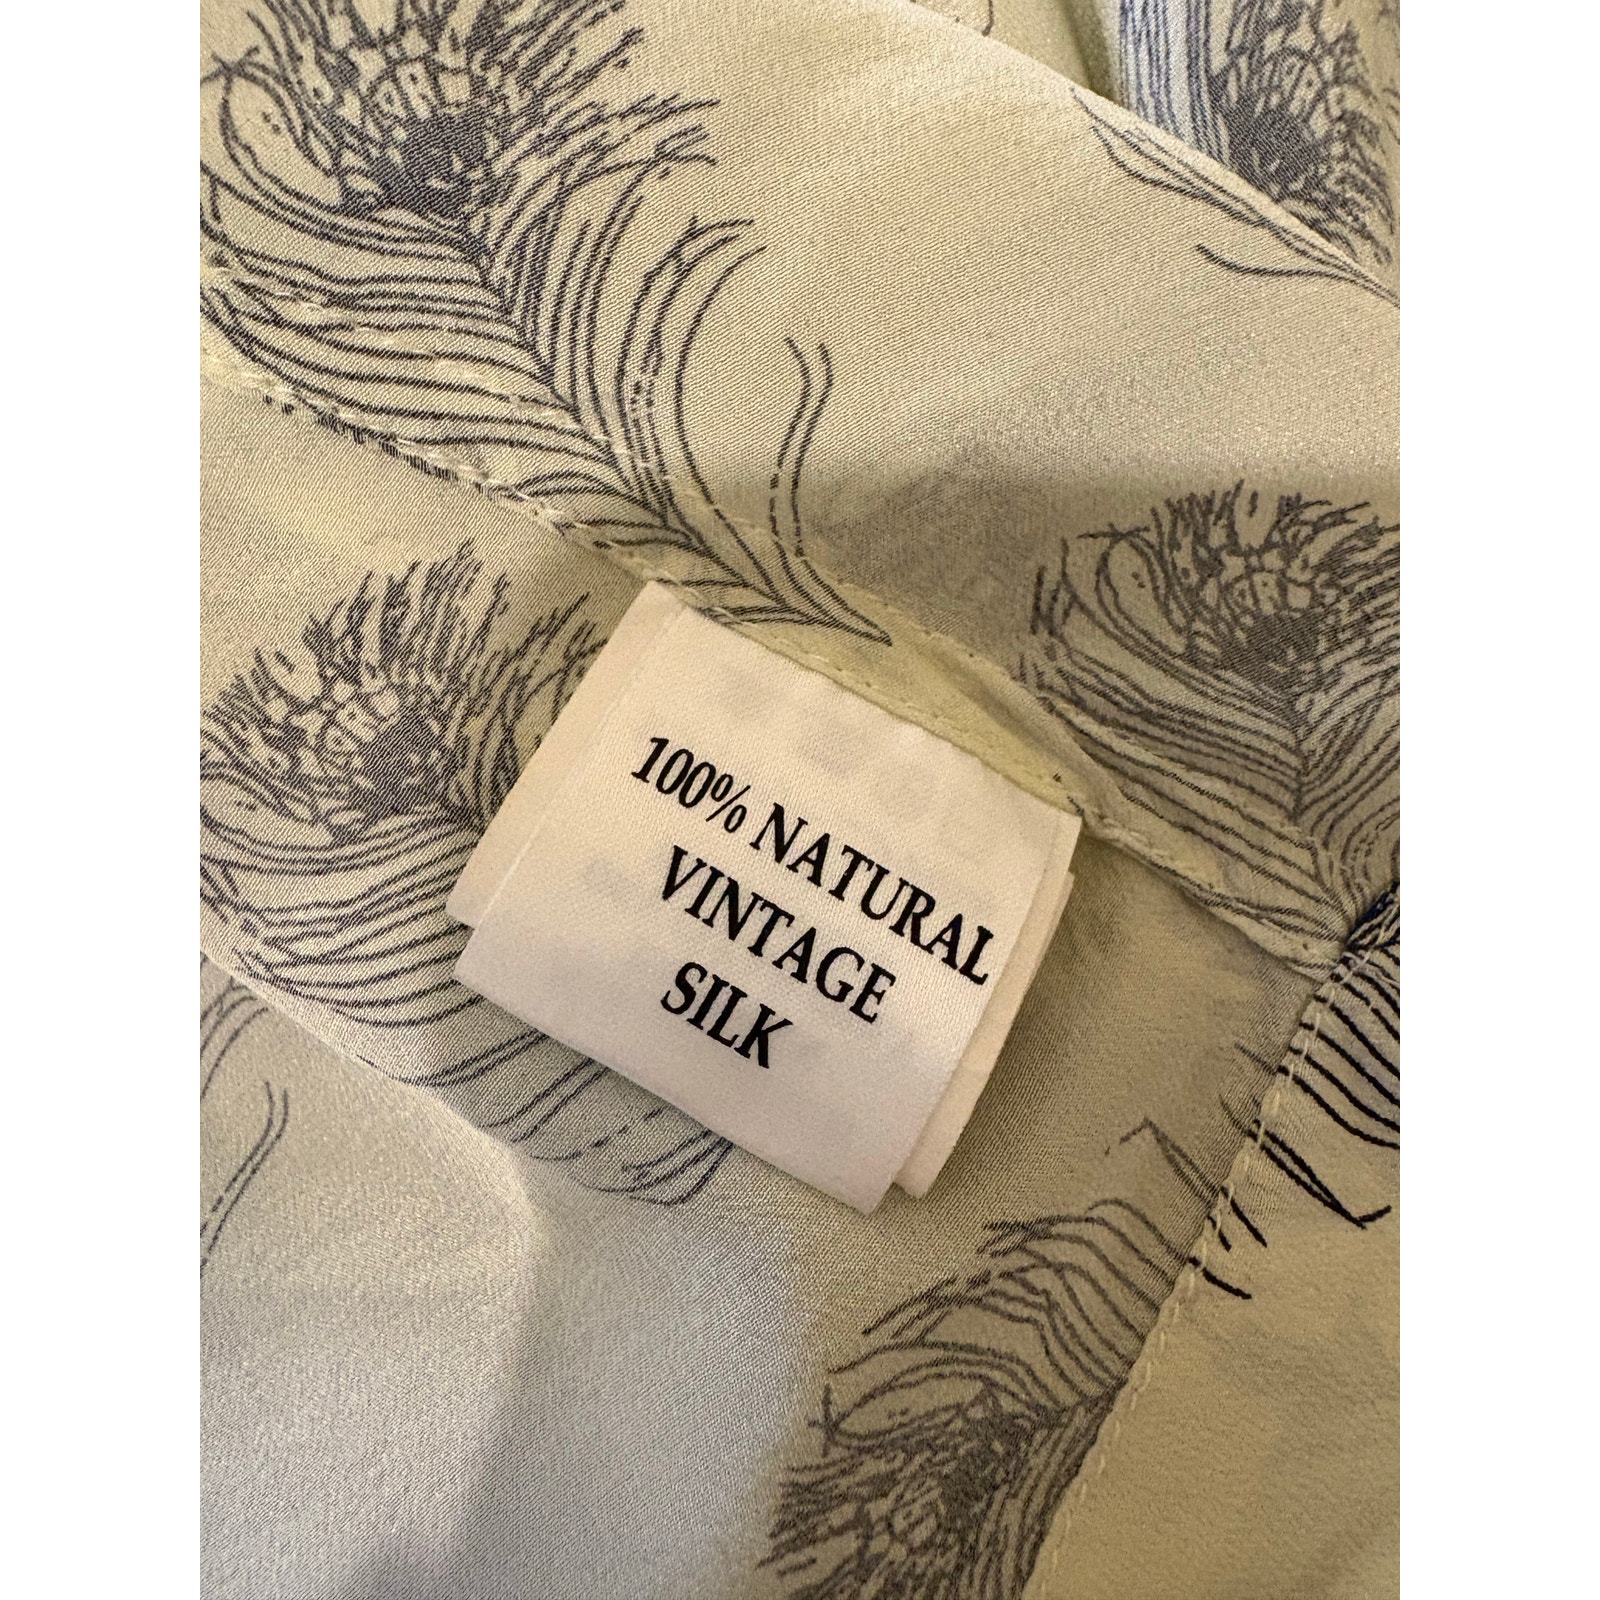 100% NATURAL
VINTAGE
SILK